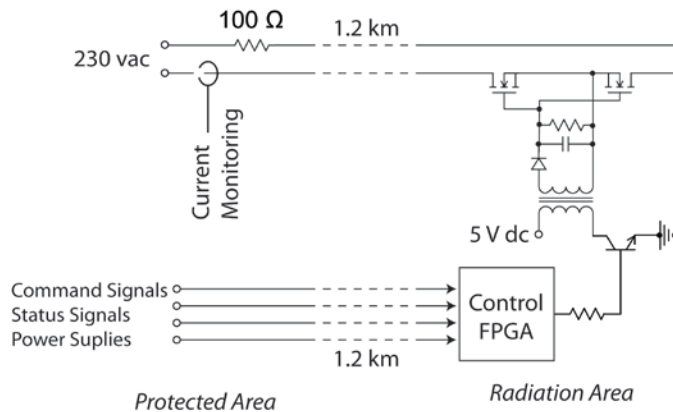 100 Ω
1.2 km
230 vac
Current
Monitoring
5 V dc
Command Signals
Status Signals
Power Suplies
Control
FPGA
1.2 km
Protected Area
Radiation Area